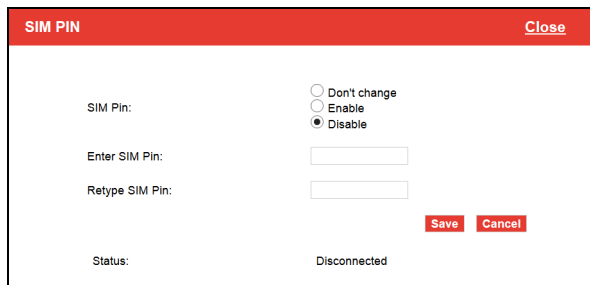 SIM PIN Close
Don't change
SIM Pin: Enable
Disable
Enter SIM Pin:
Retype SIM Pin:
Save Cancel
Status: Disconnected